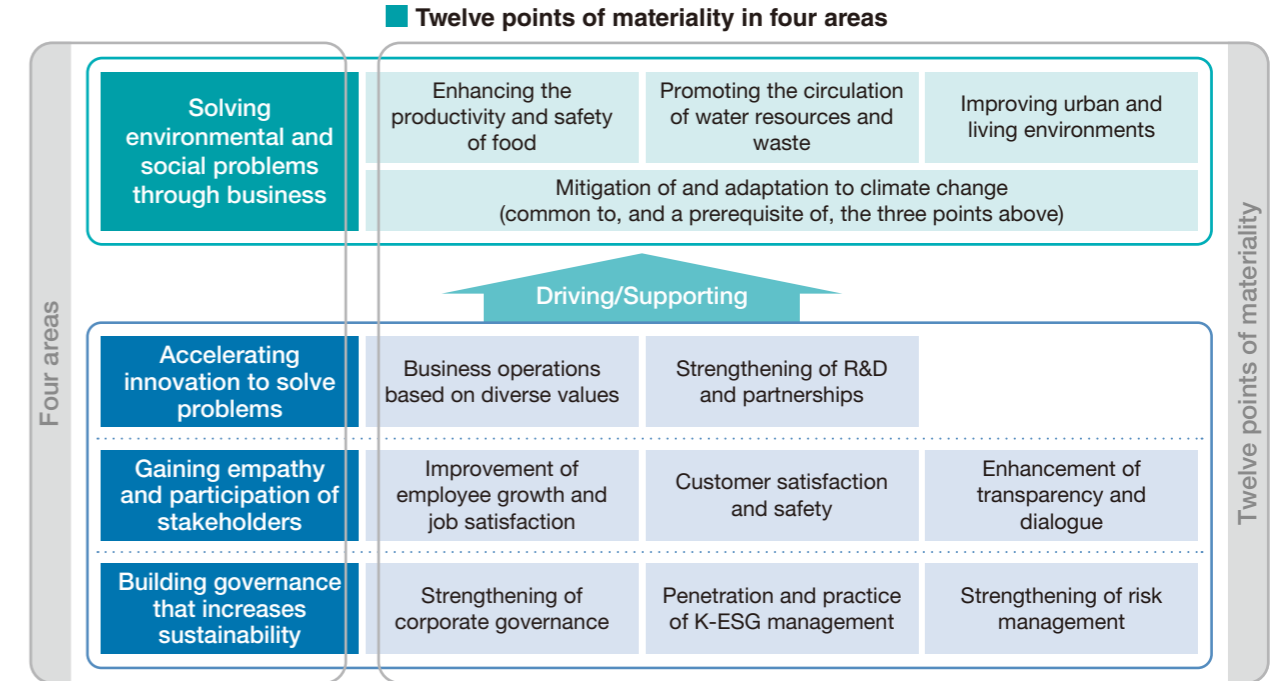 Twelve points of materiality in four areas
Four areas
Twelve points of materiality
Solving
environmental and
social problems
through business
Enhancing the
productivity and safety
of food
Promoting the circulation
of water resources and
waste
Improving urban and
living environments
Mitigation of and adaptation to climate change
(common to, and a prerequisite of, the three points above)
Driving/Supporting
Accelerating
innovation to solve
problems
Business operations
based on diverse values
Strengthening of R&D
and partnerships
Gaining empathy
and participation of
stakeholders
Improvement of
employee growth and
job satisfaction
Customer satisfaction
and safety
Enhancement of
transparency and
dialogue
Building governance
that increases
sustainability
Strengthening of
corporate governance
Penetration and practice
of K-ESG management
Strengthening of risk
management